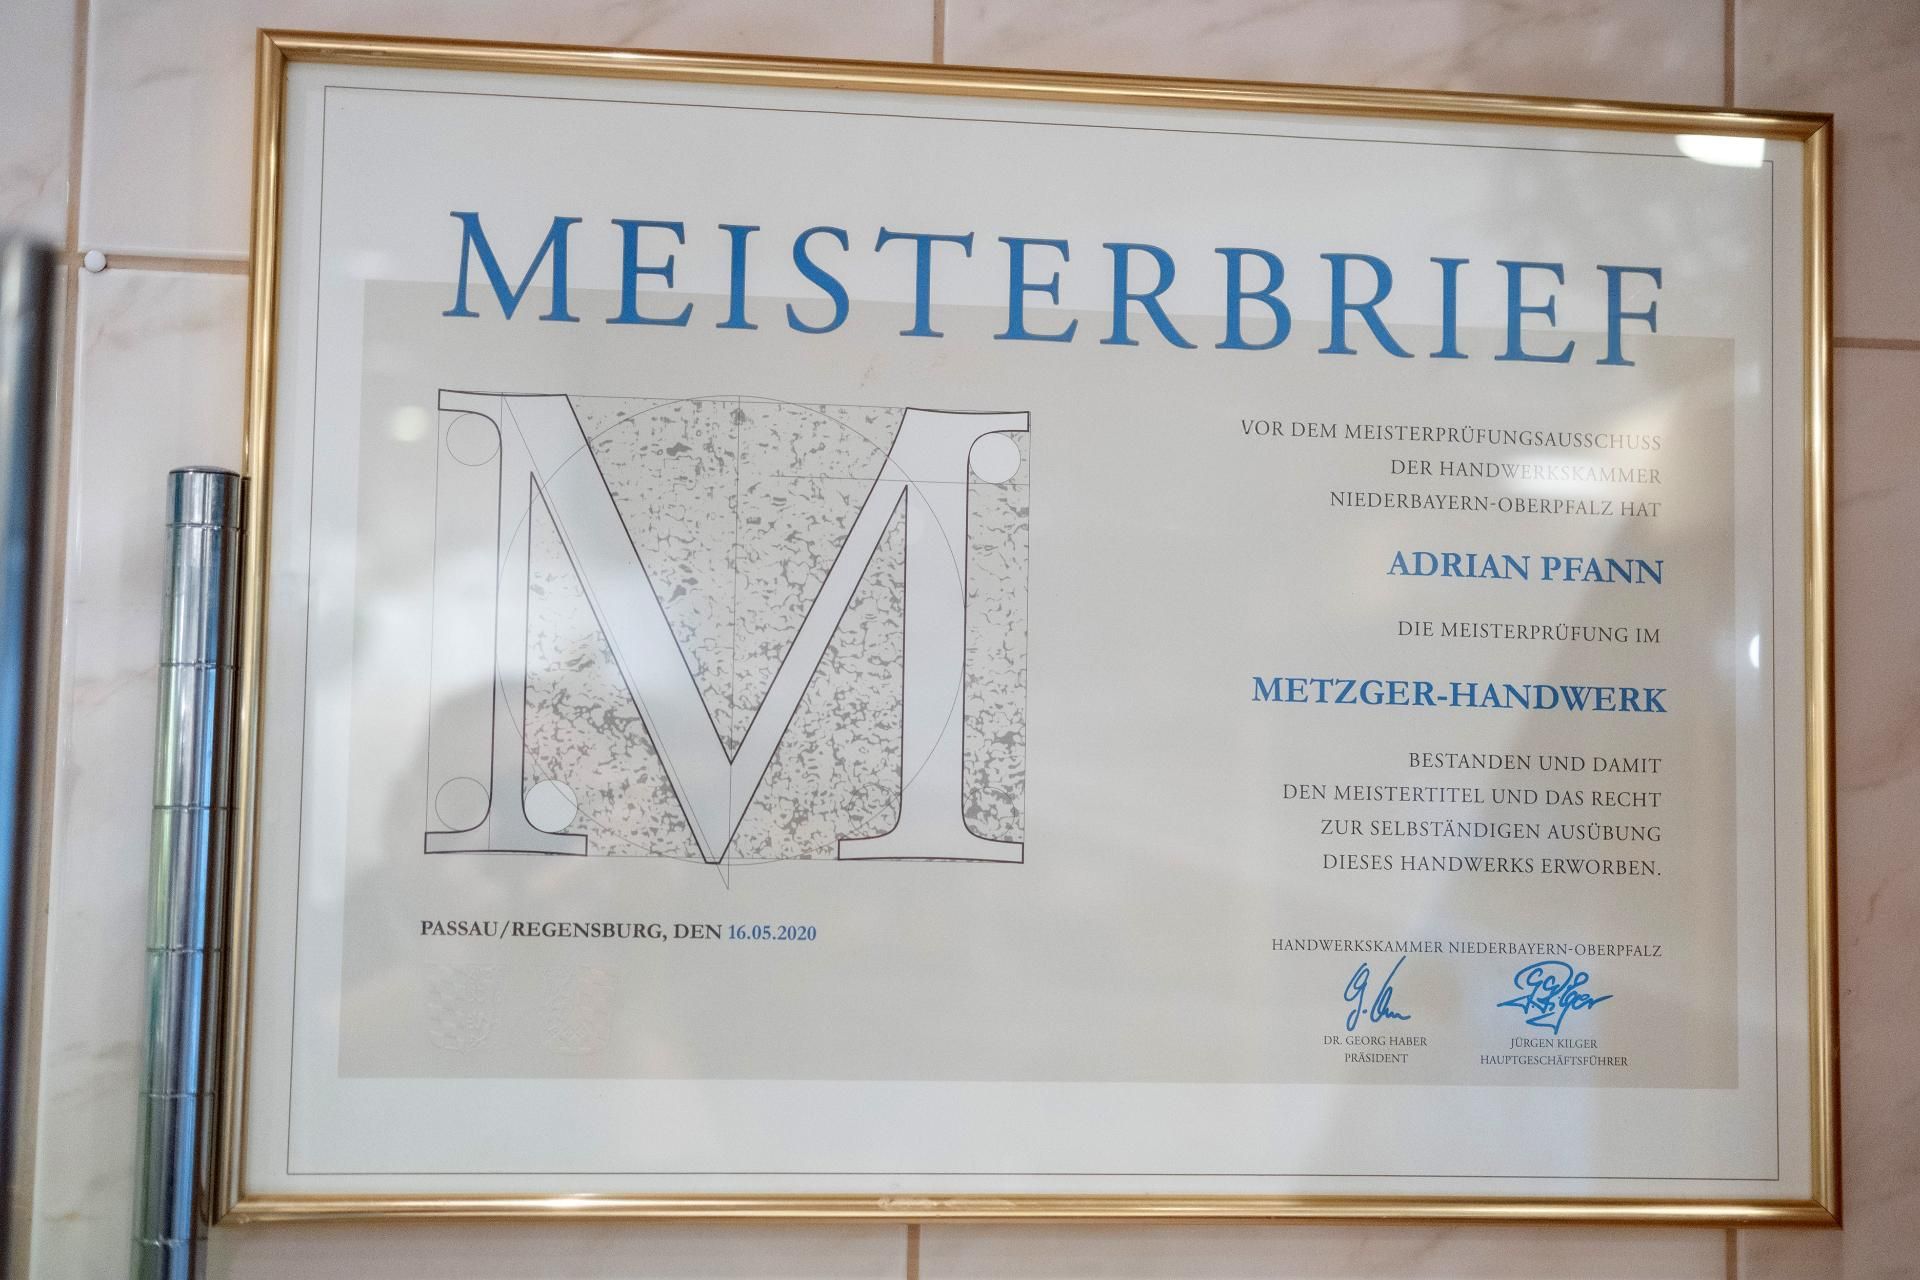 MEISTERBRIEF
VOR DEM MEISTERPRÜFUNGSAUSSCHUSS
DER HANDWERKSKAMMER
NIEDERBAYERN-OBERPFALZ HAT
ADRIAN PFANN
DIE MEISTERPRÜFUNG IM
METZGER-HANDWERK
BESTANDEN UND DAMIT
DEN MEISTERTITEL UND DAS RECHT
ZUR SELBSTÄNDIGEN AUSÜBUNG
DIESES HANDWERKS ERWORBEN.
M
PASSAU/REGENSBURG, DEN 16.05.2020
HANDWERKSKAMMER NIEDERBAYERN-OBERPFALZ
DR. GEORG HABER
PRÄSIDENT
JÜRGEN KILGER
HAUPTGESCHÄFTSFÜHRER